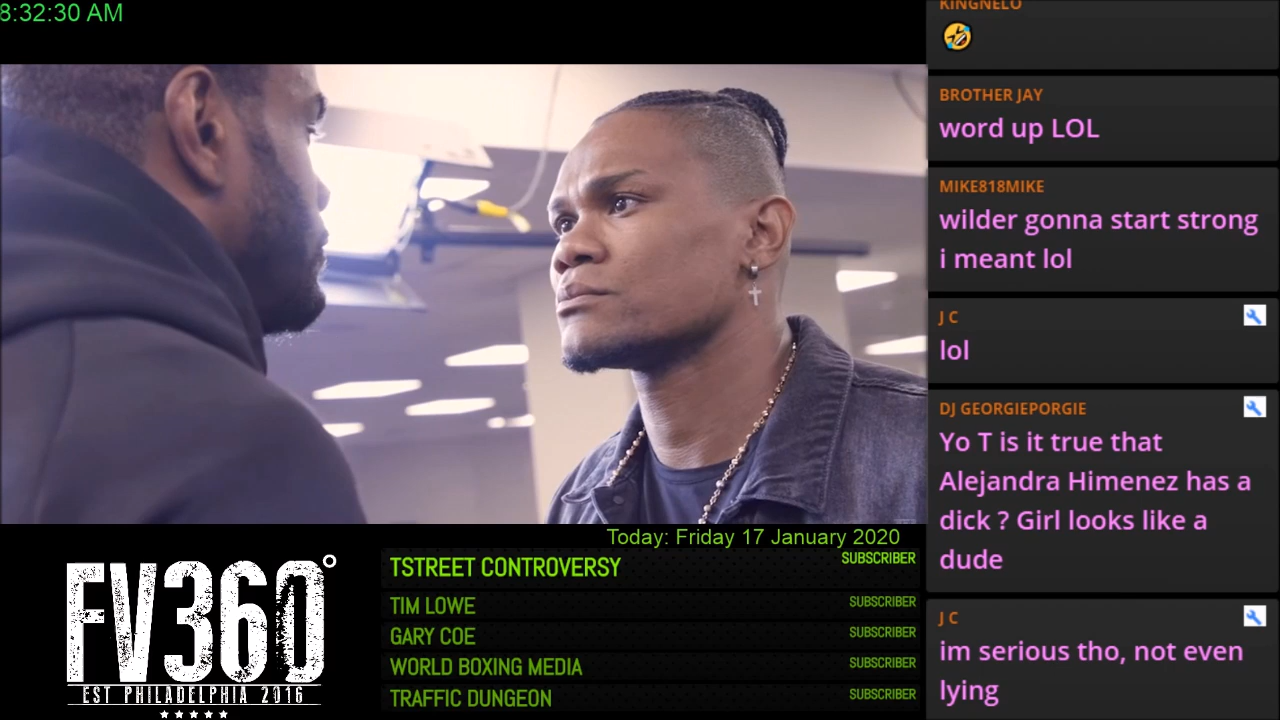 8:32:30 AM
KINGNELO
🤣
BROTHER JAY
word up LOL
MIKE818MIKE
wilder gonna start strong
i meant lol
J C
lol
DJ GEORGIEPORGIE
Yo T is it true that
Alejandra Himenez has a
dick ? Girl looks like a
dude
J C
im serious tho, not even
lying
Today: Friday 17 January 2020
TSTREET CONTROVERSY SUBSCRIBER
TIM LOWE SUBSCRIBER
GARY COE SUBSCRIBER
WORLD BOXING MEDIA SUBSCRIBER
TRAFFIC DUNGEON SUBSCRIBER
FV360°
EST PHILADELPHIA 2016